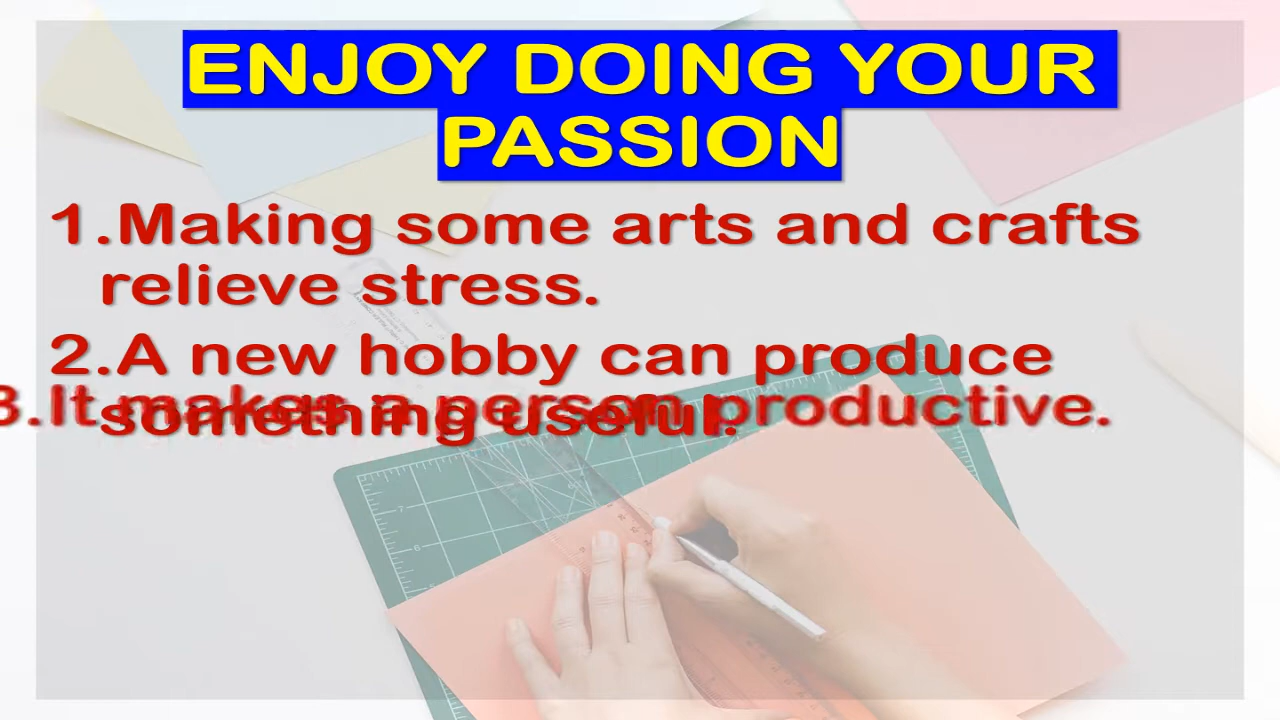 ENJOY DOING YOUR
PASSION
1.Making some arts and crafts
relieve stress.
2.A new hobby can produce
something useful.
3.It makes a person productive.